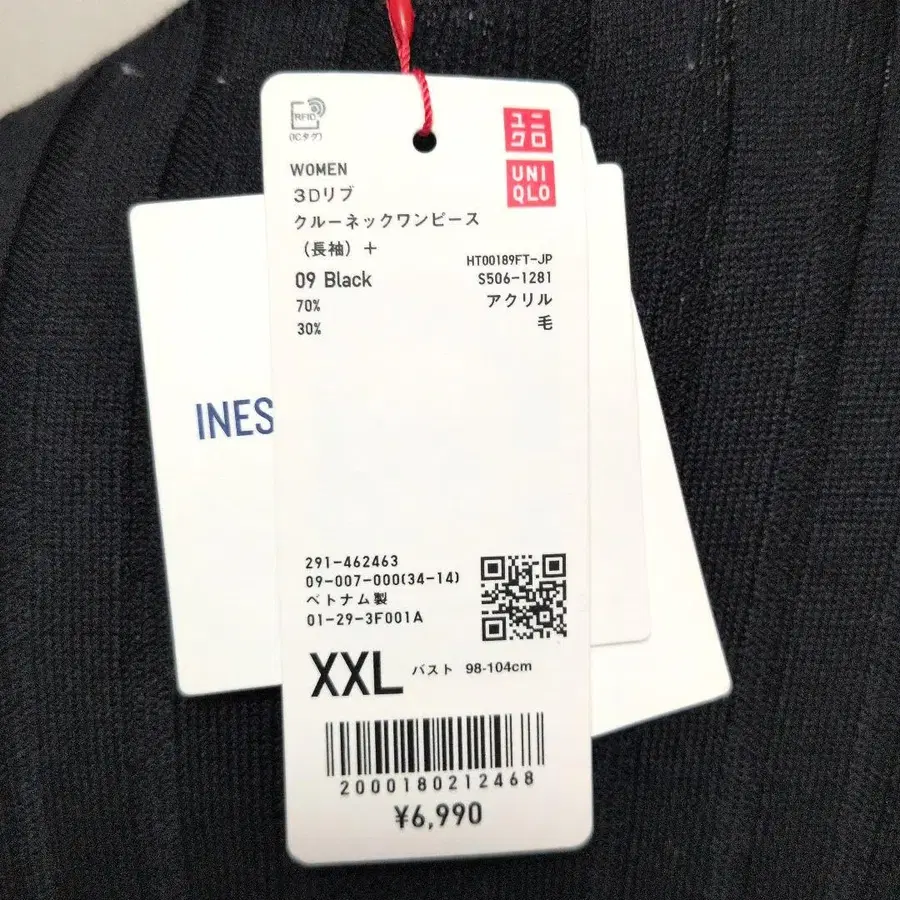 RFID
(ICタグ)
ユニ
クロ
UNI
QLO
WOMEN
3Dリブ
クルーネックワンピース
(長袖)+
HT00189FT-JP
09 Black
S506-1281
70%
アクリル
30%
毛
INES
291-462463
09-007-000(34-14)
ベトナム製
01-29-3F001A
XXL バスト 98-104cm
2000180212468
¥6,990